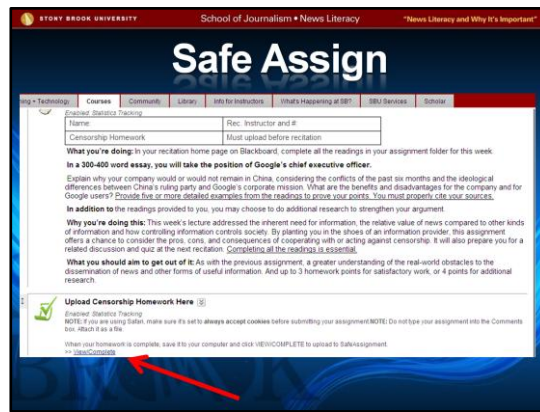 STONY BROOK UNIVERSITY School of Journalism • News Literacy "News Literacy and Why It's Important"
Safe Assign
ing + Technology Courses Community Library Info for Instructors What's Happening at SB? SBU Services Scholar
Enabled: Statistics Tracking
Name: Rec. Instructor and #:
Censorship Homework Must upload before recitation
What you're doing: In your recitation home page on Blackboard, complete all the readings in your assignment folder for this week.
In a 300-400 word essay, you will take the position of Google's chief executive officer.
Explain why your company would or would not remain in China, considering the conflicts of the past six months and the ideological
differences between China's ruling party and Google's corporate mission. What are the benefits and disadvantages for the company and for
Google users? Provide five or more detailed examples from the readings to prove your points. You must properly cite your sources.
In addition to the readings provided to you, you may choose to do additional research to strengthen your argument.
Why you're doing this: This week's lecture addressed the inherent need for information, the relative value of news compared to other kinds
of information and how controlling information controls society. By planting you in the shoes of an information provider, this assignment
offers a chance to consider the pros, cons, and consequences of cooperating with or acting against censorship. It will also prepare you for a
related discussion and quiz at the next recitation. Completing all the readings is essential.
What you should aim to get out of it: As with the previous assignment, a greater understanding of the real-world obstacles to the
dissemination of news and other forms of useful information. And up to 3 homework points for satisfactory work, or 4 points for additional
research.
Upload Censorship Homework Here
Enabled: Statistics Tracking
NOTE: If you are using Safari, make sure it's set to always accept cookies before submitting your assignment NOTE: Do not type your assignment into the Comments
box. Attach it as a file.
When your homework is complete, save it to your computer and click VIEW/COMPLETE to upload to SafeAssignment.
>> View/Complete